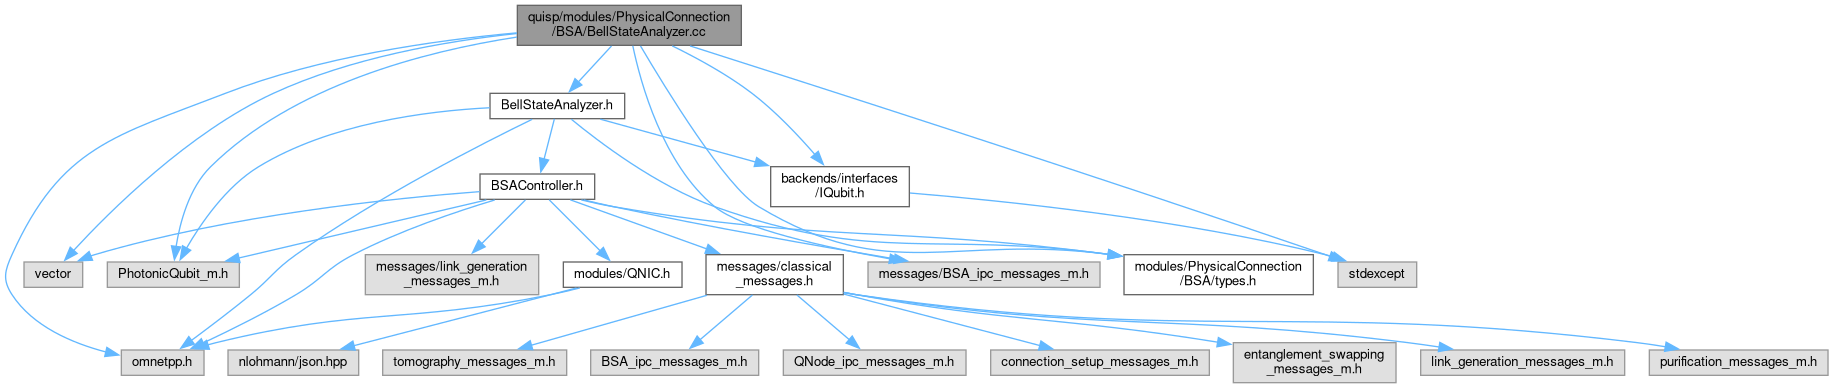 quisp/modules/PhysicalConnection
/BSA/BellStateAnalyzer.cc
BellStateAnalyzer.h
backends/interfaces
/IQubit.h
BSAController.h
vector
PhotonicQubit_m.h
messages/link_generation
_messages_m.h
modules/QNIC.h
messages/classical
_messages.h
messages/BSA_ipc_messages_m.h
modules/PhysicalConnection
/BSA/types.h
stdexcept
omnetpp.h
nlohmann/json.hpp
tomography_messages_m.h
BSA_ipc_messages_m.h
QNode_ipc_messages_m.h
connection_setup_messages_m.h
entanglement_swapping
_messages_m.h
link_generation_messages_m.h
purification_messages_m.h